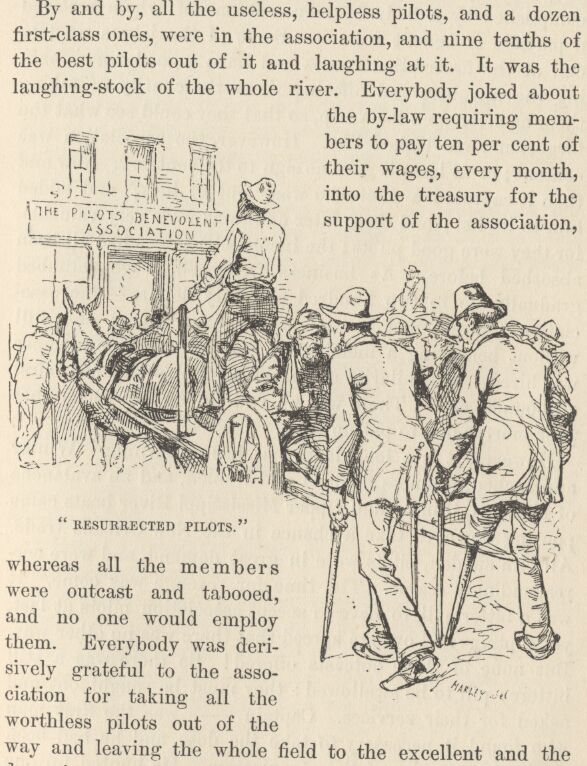 By and by, all the useless, helpless pilots, and a dozen
first-class ones, were in the association, and nine tenths of
the best pilots out of it and laughing at it. It was the
laughing-stock of the whole river. Everybody joked about
the by-law requiring mem-
bers to pay ten per cent of
their wages, every month,
into the treasury for the
support of the association,
THE PILOTS BENEVOLENT
ASSOCIATION
HARLEY
"RESURRECTED PILOTS."
whereas all the members
were outcast and tabooed,
and no one would employ
them. Everybody was deri-
sively grateful to the asso-
ciation for taking all the
worthless pilots out of the
way and leaving the whole field to the excellent and the